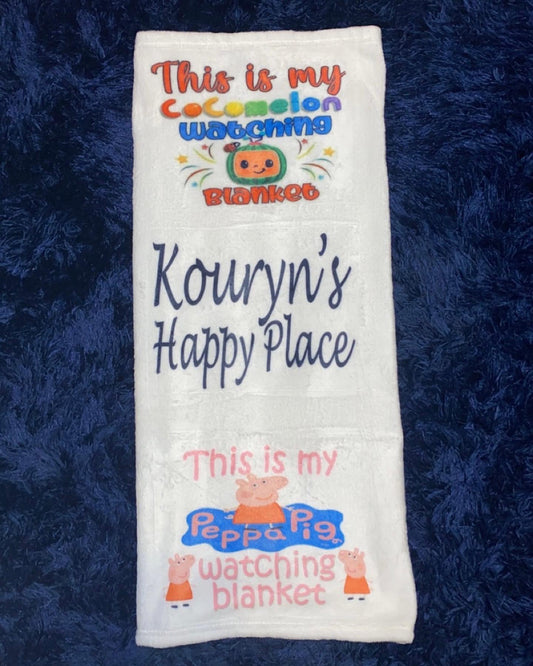 This is my
CoComelon
watching
Blanket
Kouryn's
Happy Place
This is my
Peppa Pig
watching
blanket